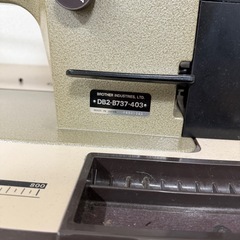 BROTHER INDUSTRIES, LTD.
★DB2-B737-403★
800